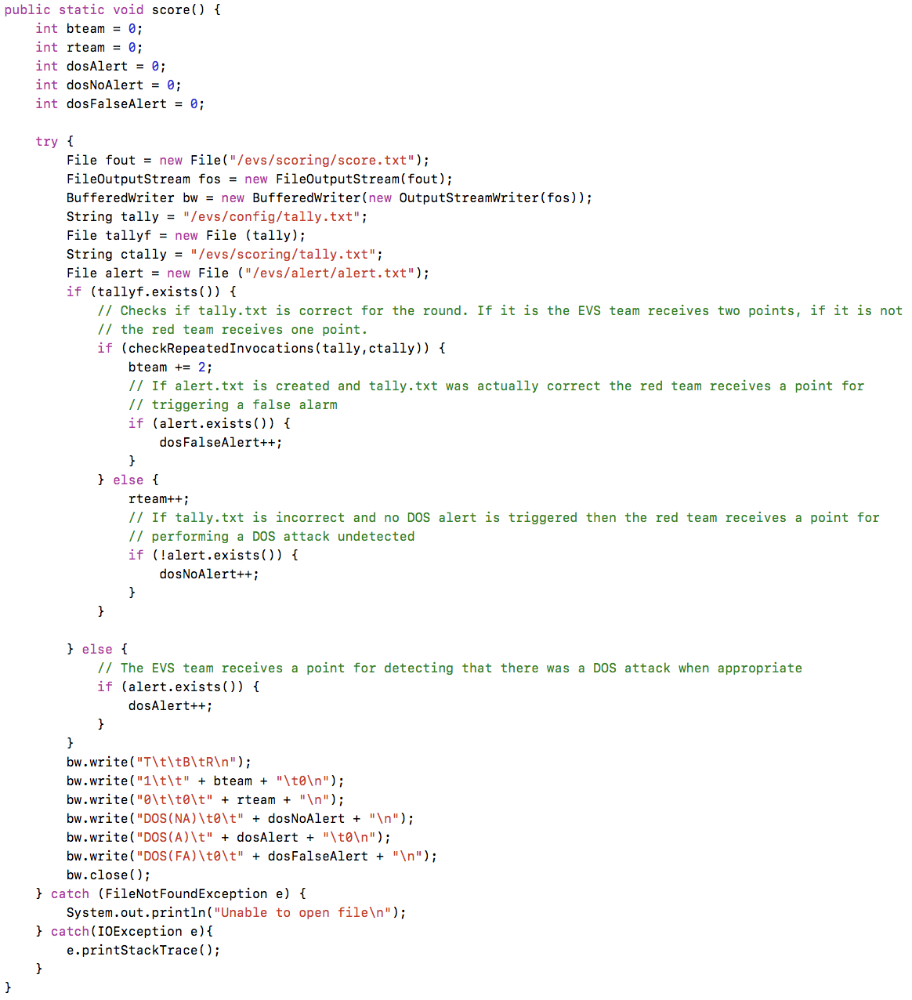 public static void score() {
    int bteam = 0;
    int rteam = 0;
    int dosAlert = 0;
    int dosNoAlert = 0;
    int dosFalseAlert = 0;

    try {
        File fout = new File("/evs/scoring/score.txt");
        FileOutputStream fos = new FileOutputStream(fout);
        BufferedWriter bw = new BufferedWriter(new OutputStreamWriter(fos));
        String tally = "/evs/config/tally.txt";
        File tallyf = new File (tally);
        String ctally = "/evs/scoring/tally.txt";
        File alert = new File ("/evs/alert/alert.txt");
        if (tallyf.exists()) {
            // Checks if tally.txt is correct for the round. If it is the EVS team receives two points, if it is not
            // the red team receives one point.
            if (checkRepeatedInvocations(tally,ctally)) {
                bteam += 2;
                // If alert.txt is created and tally.txt was actually correct the red team receives a point for
                // triggering a false alarm
                if (alert.exists()) {
                    dosFalseAlert++;
                }
            } else {
                rteam++;
                // If tally.txt is incorrect and no DOS alert is triggered then the red team receives a point for
                // performing a DOS attack undetected
                if (!alert.exists()) {
                    dosNoAlert++;
                }
            }

        } else {
            // The EVS team receives a point for detecting that there was a DOS attack when appropriate
            if (alert.exists()) {
                dosAlert++;
            }
        }
        bw.write("T\t\tB\tR\n");
        bw.write("1\t\t" + bteam + "\t0\n");
        bw.write("0\t\t0\t" + rteam + "\n");
        bw.write("DOS(NA)\t0\t" + dosNoAlert + "\n");
        bw.write("DOS(A)\t" + dosAlert + "\t0\n");
        bw.write("DOS(FA)\t0\t" + dosFalseAlert + "\n");
        bw.close();
    } catch (FileNotFoundException e) {
        System.out.println("Unable to open file\n");
    } catch(IOException e){
        e.printStackTrace();
    }
}